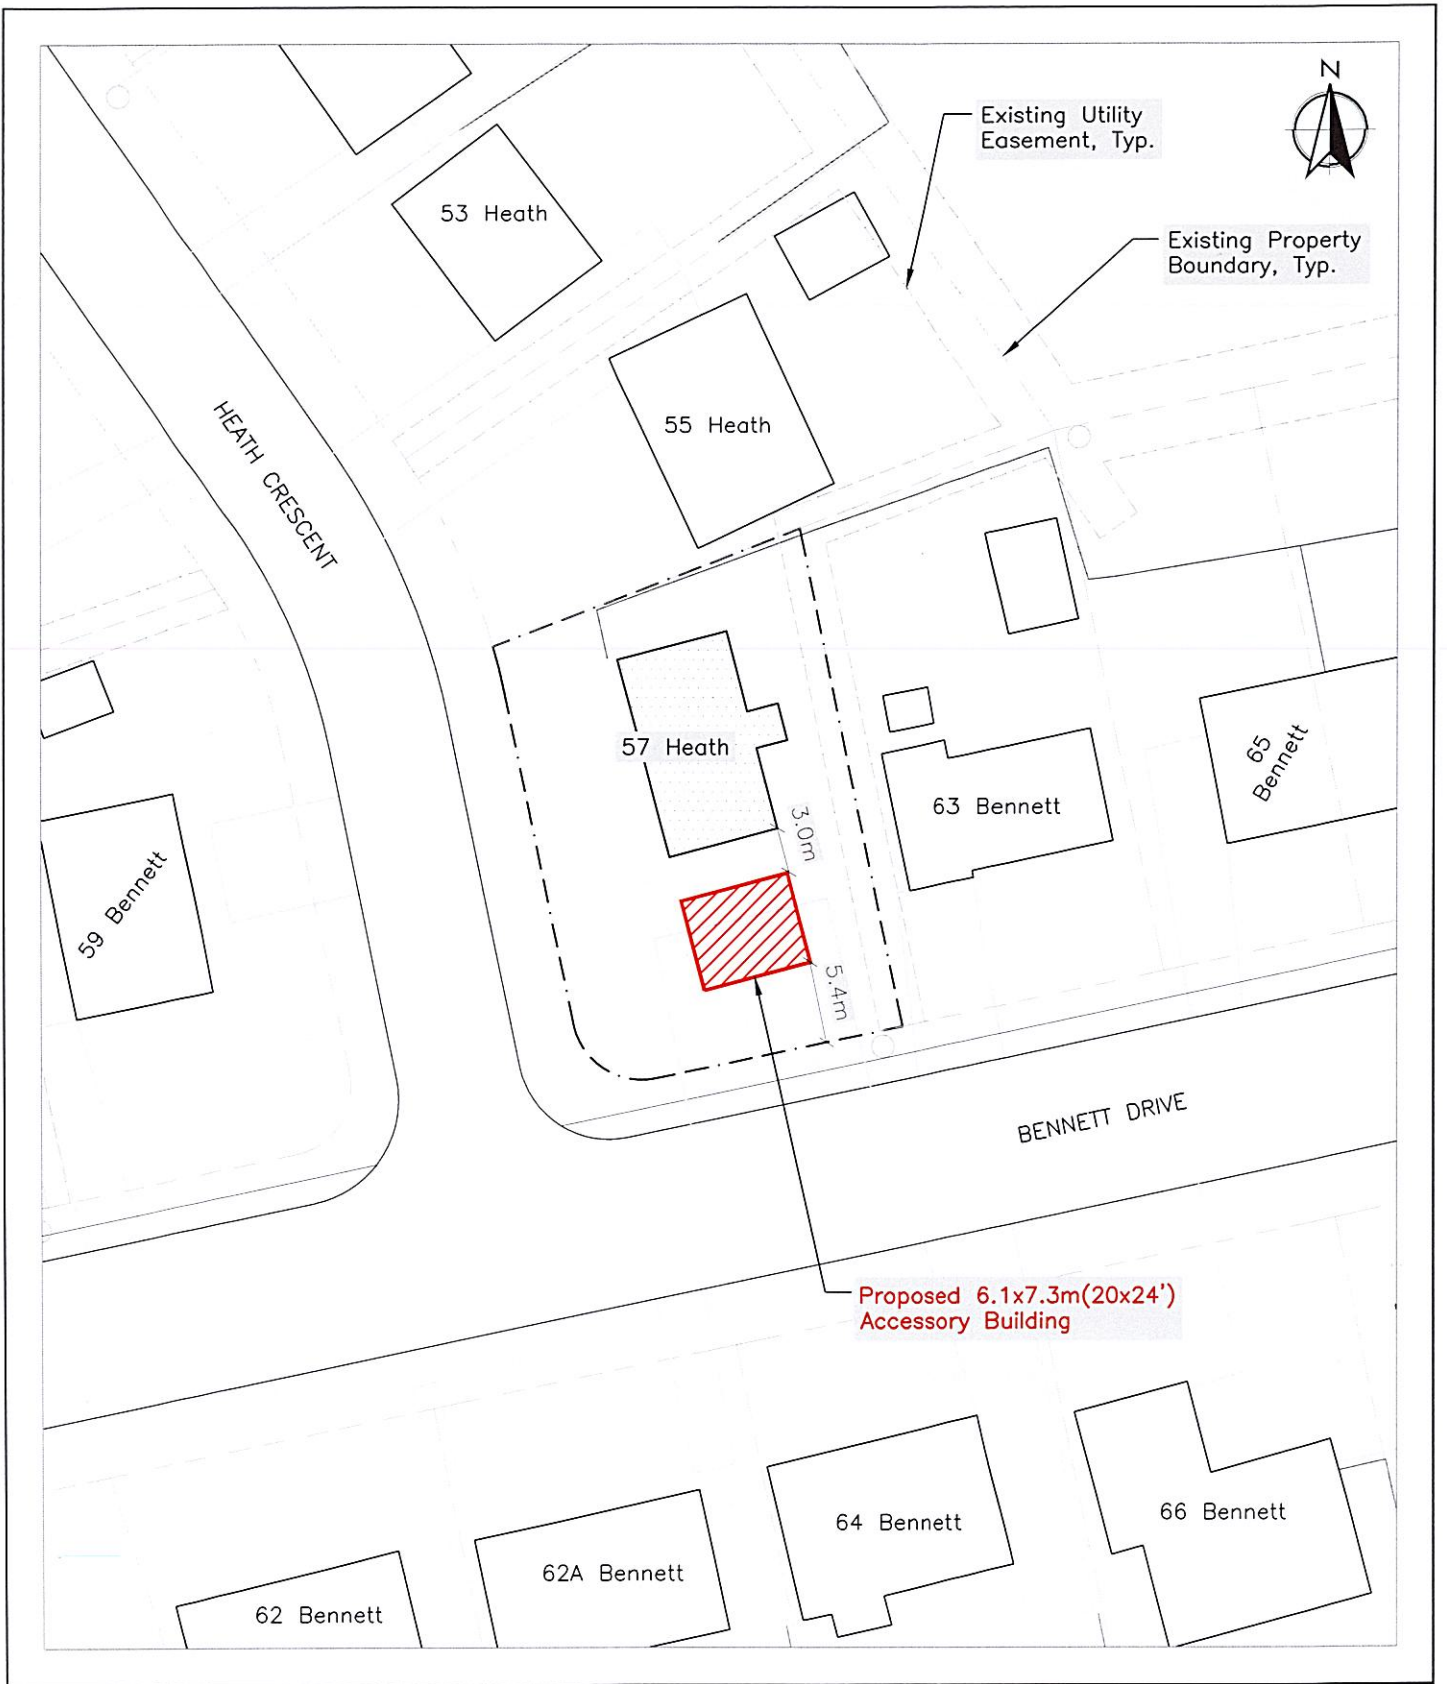 N
Existing Utility
Easement, Typ.
53 Heath
Existing Property
Boundary, Typ.
55 Heath
HEATH CRESCENT
57 Heath
65
Bennett
3.0m
63 Bennett
59 Bennett
5.4m
BENNETT DRIVE
Proposed 6.1x7.3m(20x24')
Accessory Building
66 Bennett
64 Bennett
62A Bennett
62 Bennett